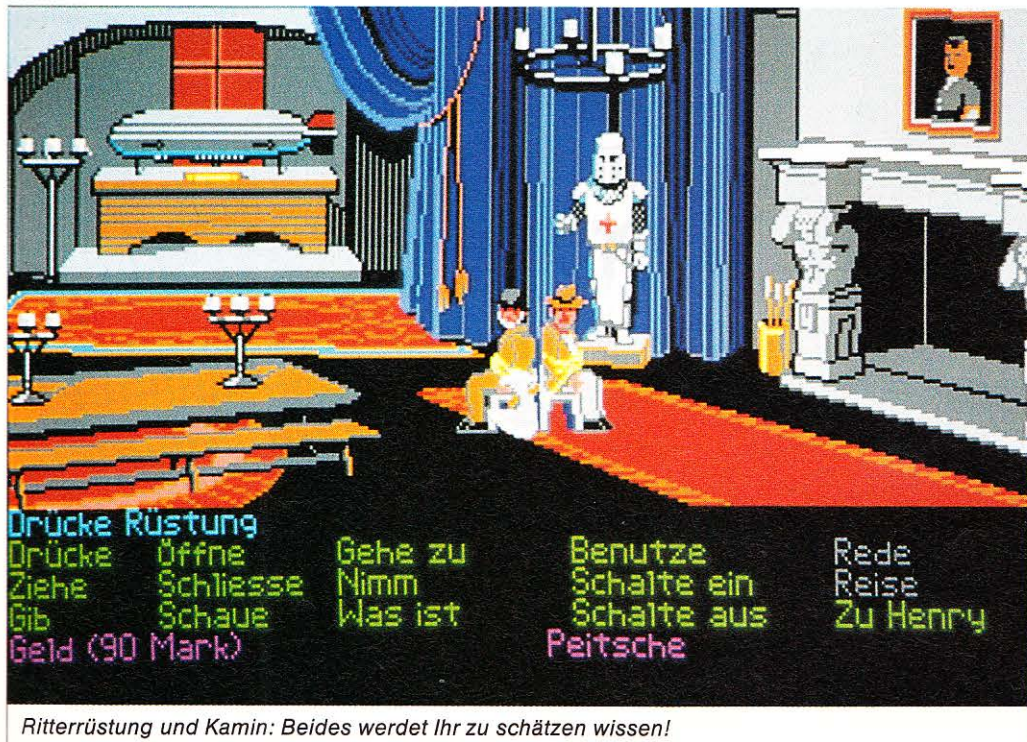 Drücke Rüstung
Drücke Öffne Gehe zu Benutze Rede
Ziehe Schliesse Nimm Schalte ein Reise
Gib Schaue Was ist Schalte aus Zu Henry
Geld (90 Mark) Peitsche
Ritterrüstung und Kamin: Beides werdet Ihr zu schätzen wissen!